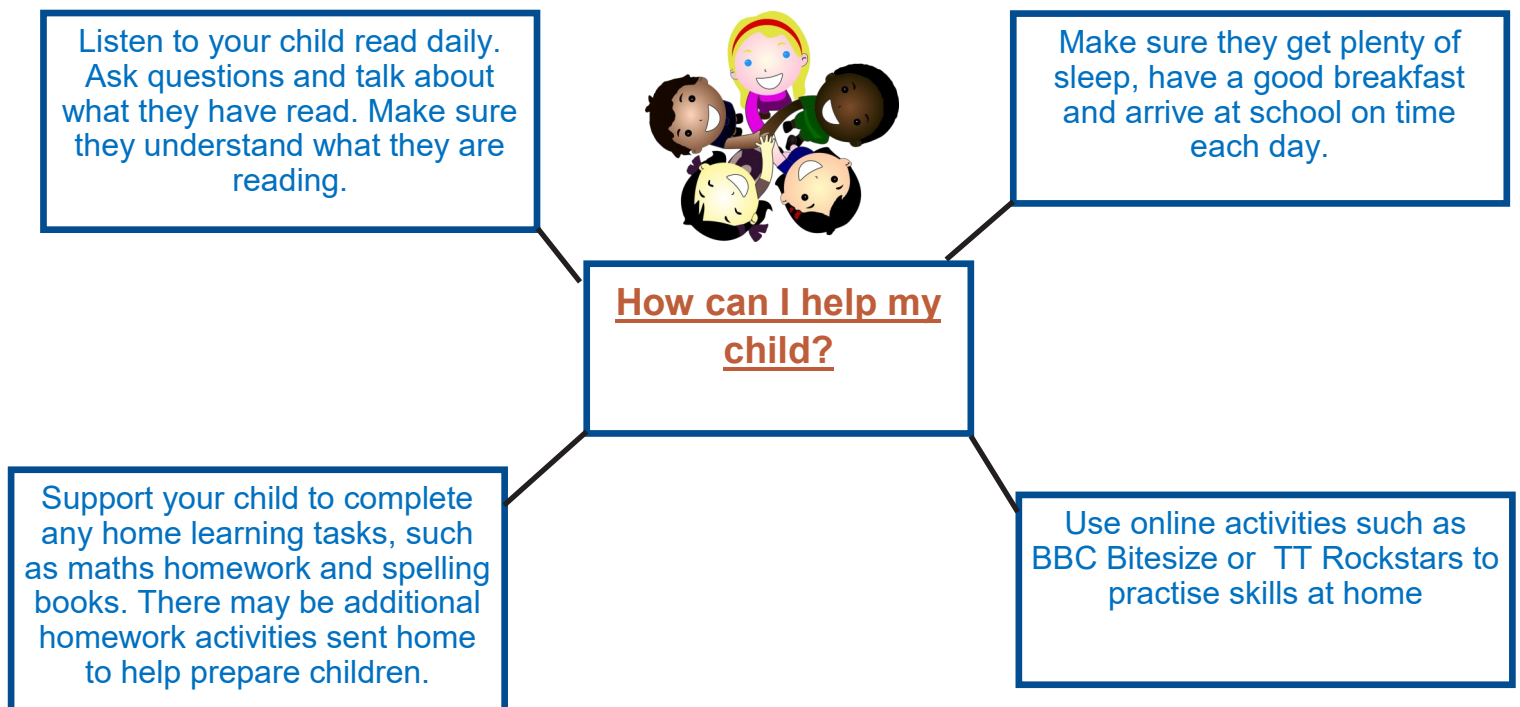 Listen to your child read daily.
Ask questions and talk about
what they have read. Make sure
they understand what they are
reading.
Make sure they get plenty of
sleep, have a good breakfast
and arrive at school on time
each day.
How can I help my
child?
Support your child to complete
any home learning tasks, such
as maths homework and spelling
books. There may be additional
homework activities sent home
to help prepare children.
Use online activities such as
BBC Bitesize or  TT Rockstars to
practise skills at home